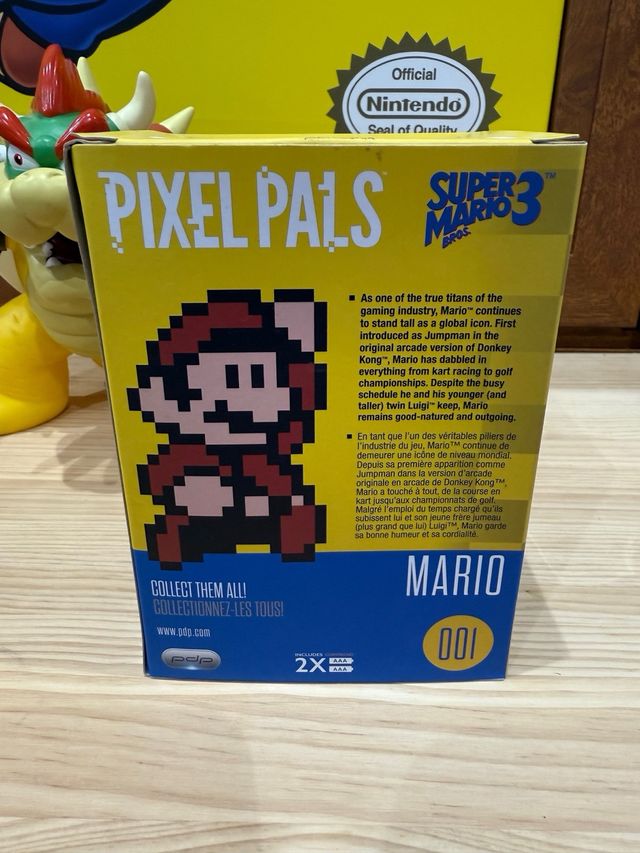 Official
Nintendo®
Seal of Quality
PIXEL PALS™
SUPER
MARIO 3™
BROS.
▪ As one of the true titans of the
gaming industry, Mario™ continues
to stand tall as a global icon. First
introduced as Jumpman in the
original arcade version of Donkey
Kong™, Mario has dabbled in
everything from kart racing to golf
championships. Despite the busy
schedule he and his younger (and
taller) twin Luigi™ keep, Mario
remains good-natured and outgoing.
▪ En tant que l'un des véritables piliers de
l'industrie du jeu, Mario™ continue de
demeurer une icône de niveau mondial.
Depuis sa première apparition comme
Jumpman dans la version d'arcade
originale en arcade de Donkey Kong™,
Mario a touché à tout, de la course en
kart jusqu'aux championnats de golf.
Malgré l'emploi du temps chargé qu'ils
subissent lui et son jeune frère jumeau
(plus grand que lui) Luigi™, Mario garde
sa bonne humeur et sa cordialité.
MARIO
001
COLLECT THEM ALL!
COLLECTIONNEZ-LES TOUS!
www.pdp.com
pdp
INCLUDES COMPREND
2X AAA
AAA